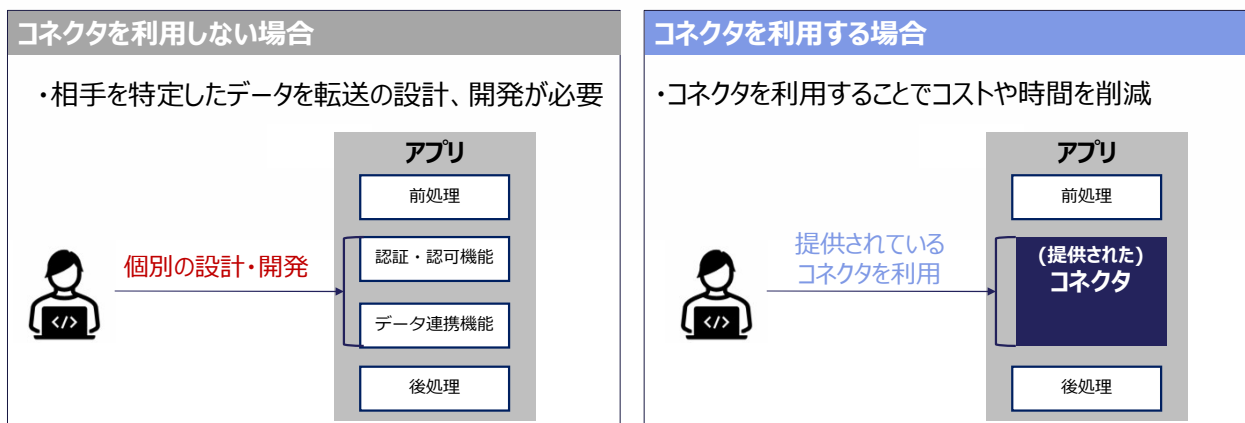 コネクタを利用しない場合
・相手を特定したデータを転送の設計、開発が必要
アプリ
前処理
個別の設計・開発
認証・認可機能
データ連携機能
</>
後処理
コネクタを利用する場合
・コネクタを利用することでコストや時間を削減
アプリ
前処理
提供されている
コネクタを利用
(提供された)
コネクタ
</>
後処理